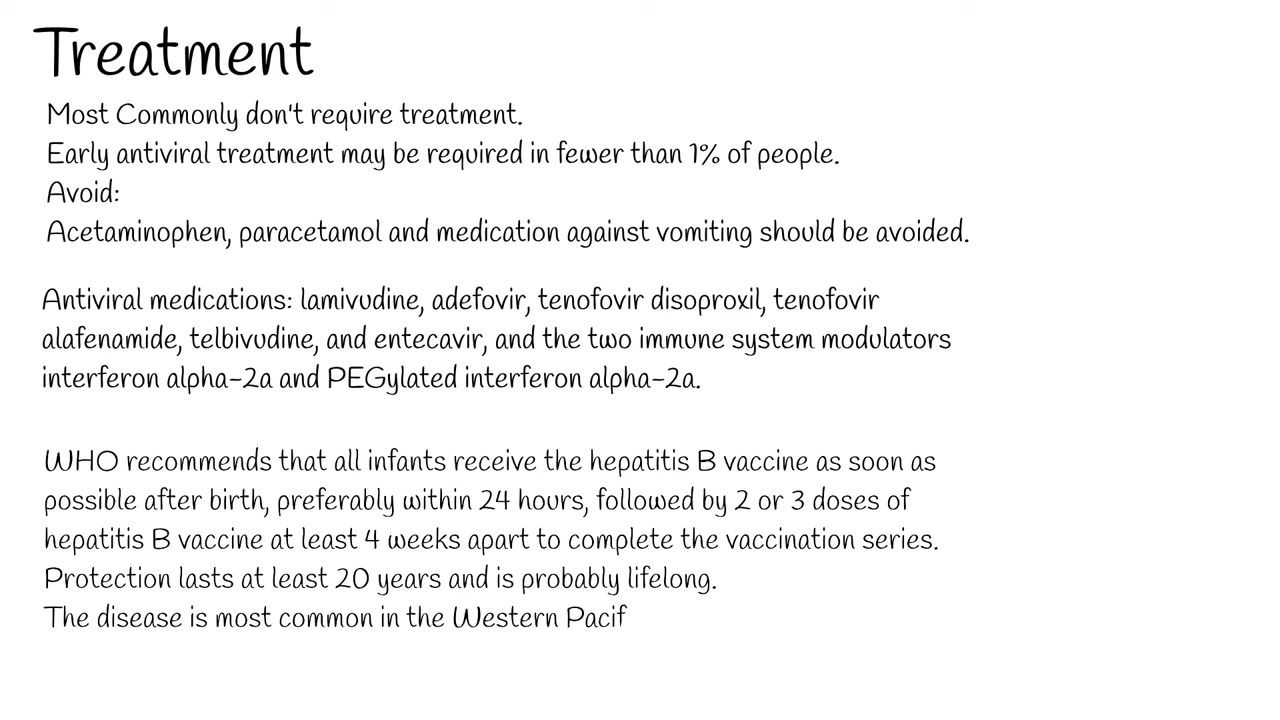 Treatment
Most Commonly don't require treatment.
Early antiviral treatment may be required in fewer than 1% of people.
Avoid:
Acetaminophen, paracetamol and medication against vomiting should be avoided.
Antiviral medications: lamivudine, adefovir, tenofovir disoproxil, tenofovir
alafenamide, telbivudine, and entecavir, and the two immune system modulators
interferon alpha-2a and PEGylated interferon alpha-2a.
WHO recommends that all infants receive the hepatitis B vaccine as soon as
possible after birth, preferably within 24 hours, followed by 2 or 3 doses of
hepatitis B vaccine at least 4 weeks apart to complete the vaccination series.
Protection lasts at least 20 years and is probably lifelong.
The disease is most common in the Western Pacif